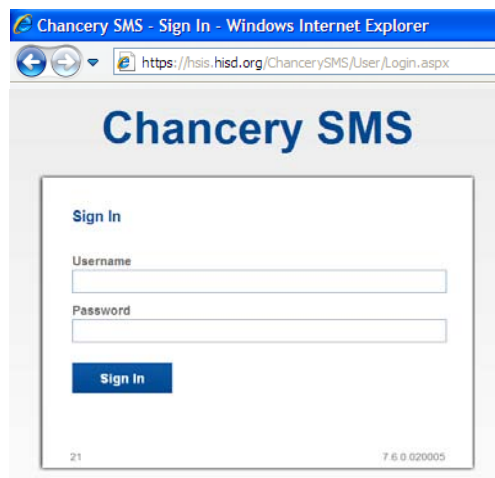 Chancery SMS - Sign In - Windows Internet Explorer
https://hsis.hisd.org/ChancerySMS/User/Login.aspx
Chancery SMS
Sign In
Username
Password
Sign In
21 7.6.0.020005